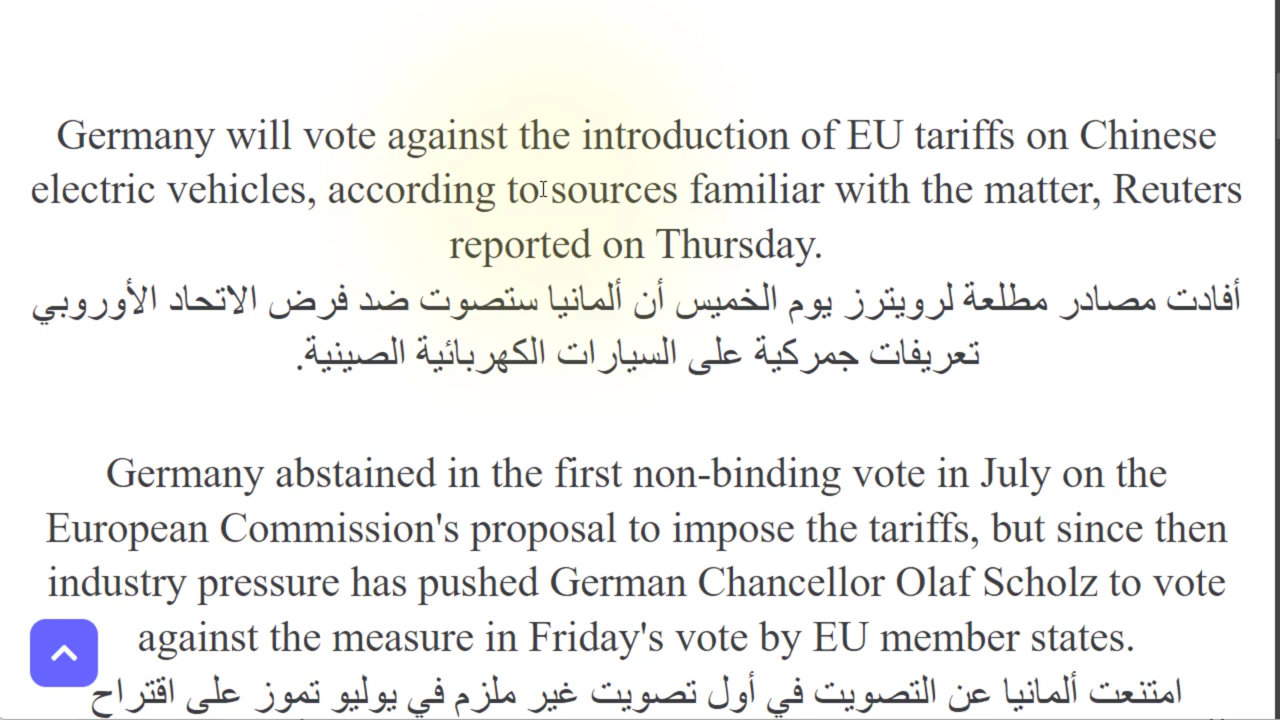 Germany will vote against the introduction of EU tariffs on Chinese
electric vehicles, according to sources familiar with the matter, Reuters
reported on Thursday.
أفادت مصادر مطلعة لرويترز يوم الخميس أن ألمانيا ستصوت ضد فرض الاتحاد الأوروبي
تعريفات جمركية على السيارات الكهربائية الصينية.
Germany abstained in the first non-binding vote in July on the
European Commission's proposal to impose the tariffs, but since then
industry pressure has pushed German Chancellor Olaf Scholz to vote
against the measure in Friday's vote by EU member states.
امتنعت ألمانيا عن التصويت في أول تصويت غير ملزم في يوليو تموز على اقتراح